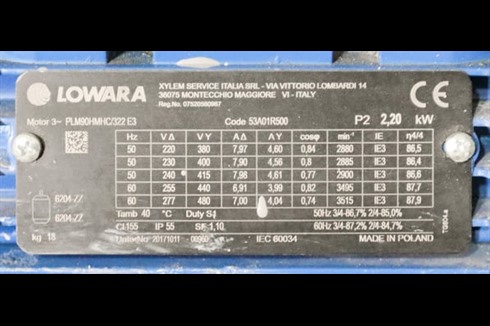 LOWARA
XYLEM SERVICE ITALIA SRL - VIA VITTORIO LOMBARDI 14
36075 MONTECCHIO MAGGIORE VI - ITALY
Reg.No. 07520560967
CE
Motor 3~ PLM90HMHC/322 E3 Code 53A01R500 P2 2,20 kW
Hz V Δ V Y A Δ A Y cosφ min⁻¹ IE η4/4
50 220 380 7,97 4,60 0,84 2880 IE3 86,5
50 230 400 7,90 4,56 0,8 2885 IE3 86,4
50 240 415 7,98 4,61 0,77 2900 IE3 86,6
60 255 440 6,91 3,99 0,82 3495 IE3 87,7
60 277 480 7,00 4,04 0,74 3515 IE3 87,9
6204-ZZ
6204-ZZ
Tamb 40 °C Duty S1 50Hz 3/4-86,7% 2/4-85,0%
Cl.155 IP 55 SF 1,10 60Hz 3/4-87,2% 2/4-84,7%
kg 18 20171011 IEC 60034 MADE IN POLAND